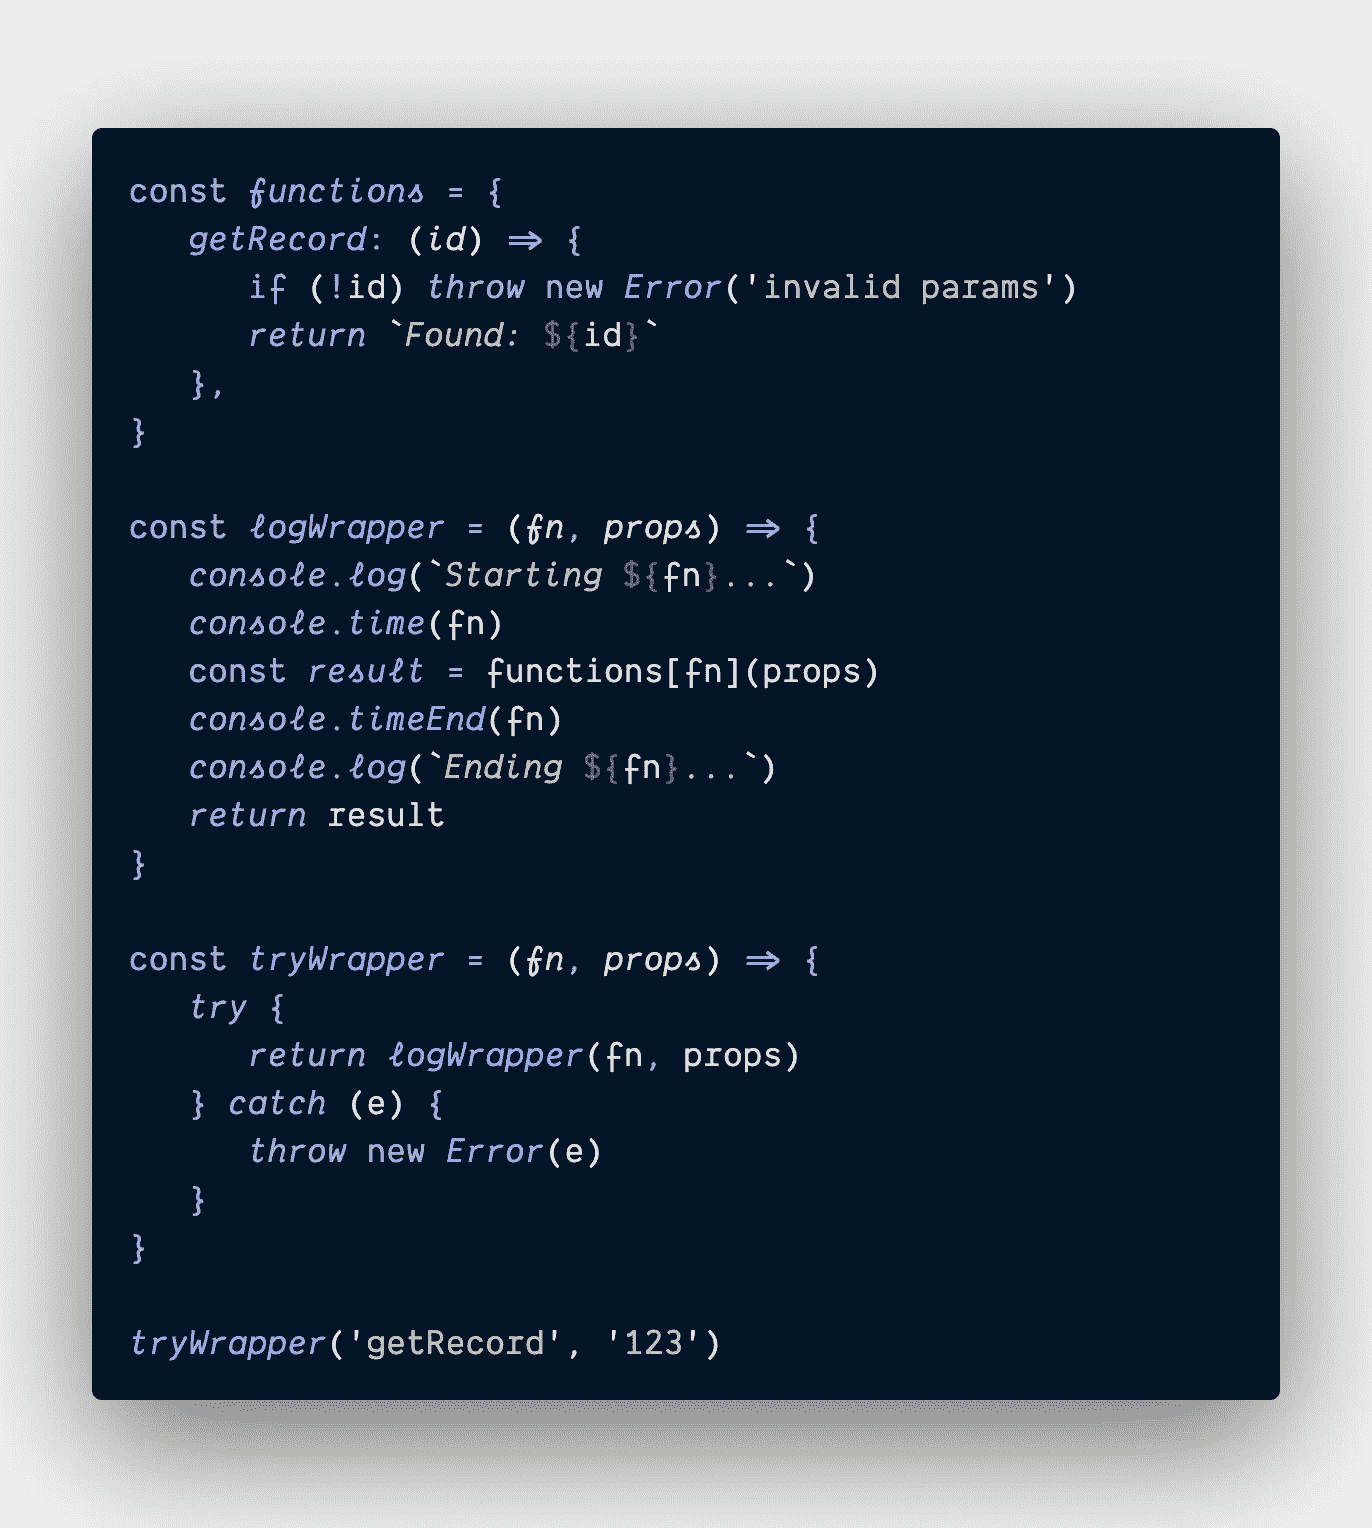 const functions = {
   getRecord: (id) => {
      if (!id) throw new Error('invalid params')
      return `Found: ${id}`
   },
}

const logWrapper = (fn, props) => {
   console.log(`Starting ${fn}...`)
   console.time(fn)
   const result = functions[fn](props)
   console.timeEnd(fn)
   console.log(`Ending ${fn}...`)
   return result
}

const tryWrapper = (fn, props) => {
   try {
      return logWrapper(fn, props)
   } catch (e) {
      throw new Error(e)
   }
}

tryWrapper('getRecord', '123')